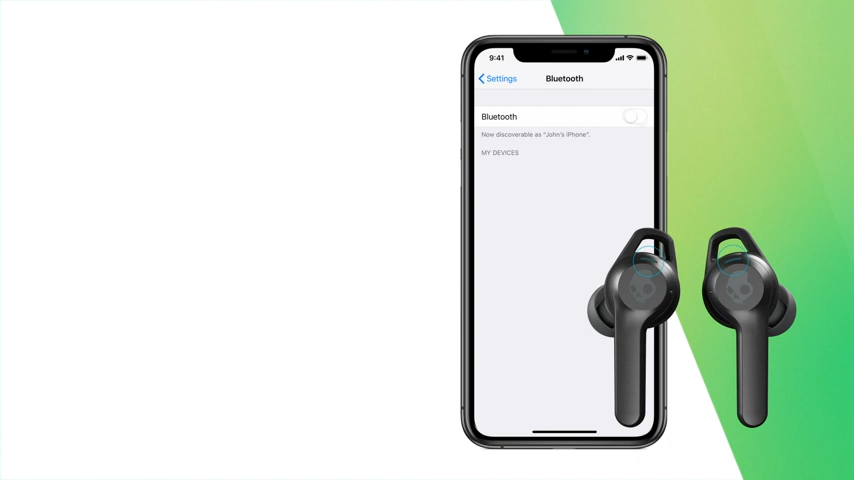 9:41
Settings
Bluetooth
Bluetooth
Now discoverable as "John's iPhone".
MY DEVICES